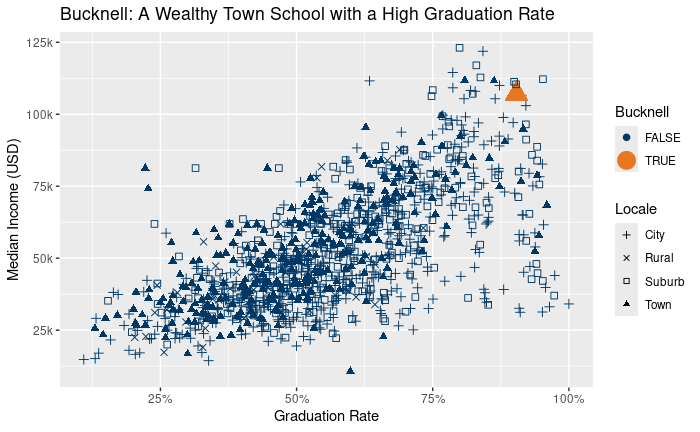 Bucknell: A Wealthy Town School with a High Graduation Rate
Median Income (USD)
125k
100k
75k
50k
25k
25%
50%
75%
100%
Graduation Rate
Bucknell
FALSE
TRUE
Locale
City
Rural
Suburb
Town